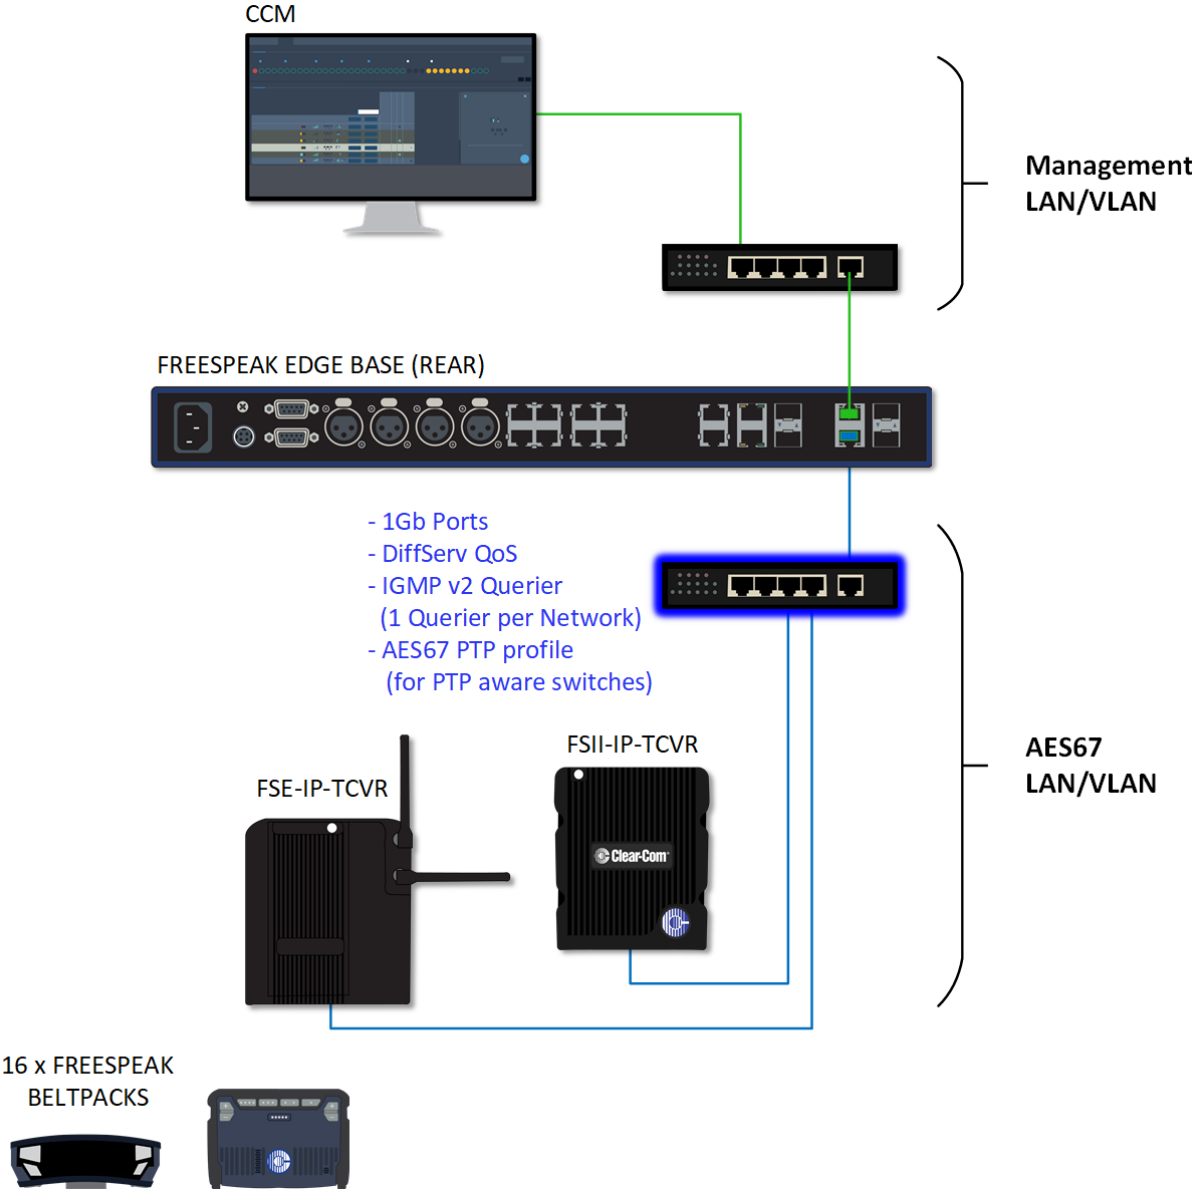 CCM
Management
LAN/VLAN
FREESPEAK EDGE BASE (REAR)
- 1Gb Ports
- DiffServ QoS
- IGMP v2 Querier
(1 Querier per Network)
- AES67 PTP profile
(for PTP aware switches)
FSII-IP-TCVR
FSE-IP-TCVR
Clear-Com
AES67
LAN/VLAN
16 x FREESPEAK
BELTPACKS